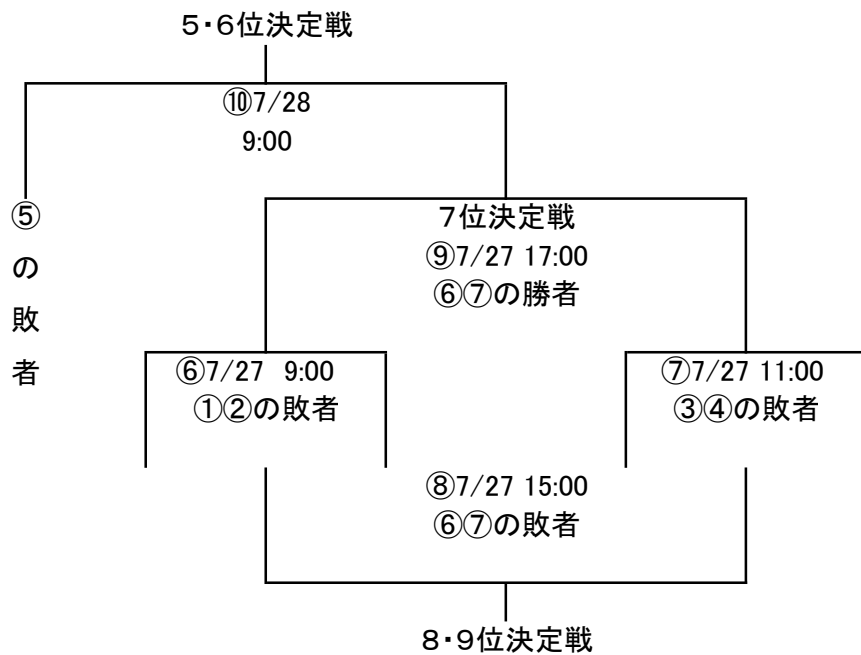 5・6位決定戦
⑩7/28
9:00
⑤の敗者
7位決定戦
⑨7/27 17:00
⑥⑦の勝者
⑥7/27 9:00
①②の敗者
⑦7/27 11:00
③④の敗者
⑧7/27 15:00
⑥⑦の敗者
8・9位決定戦